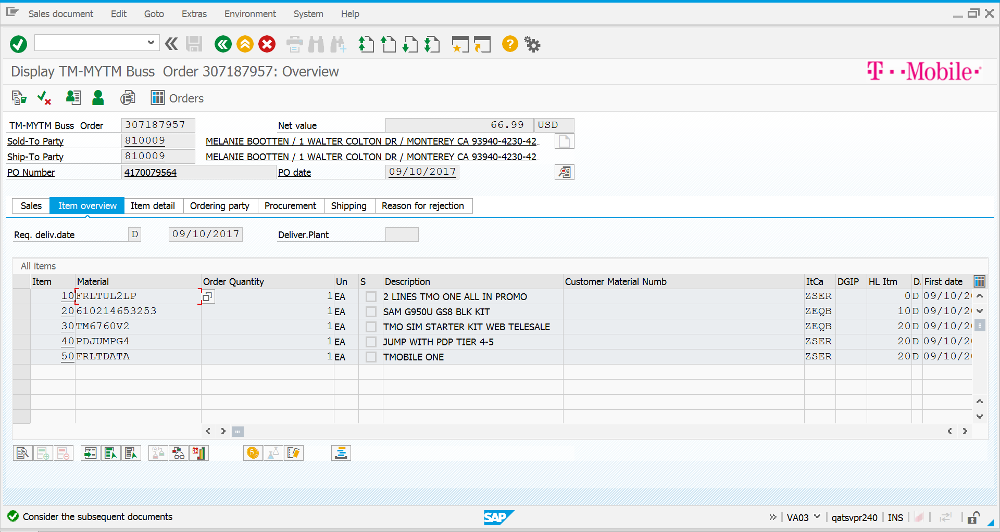 Sales document Edit Goto Extras Environment System Help
Display TM-MYTM Buss Order 307187957: Overview
T··Mobile·
Orders
TM-MYTM Buss Order 307187957 Net value 66.99 USD
Sold-To Party 810009 MELANIE BOOTTEN / 1 WALTER COLTON DR / MONTEREY CA 93940-4230-42..
Ship-To Party 810009 MELANIE BOOTTEN / 1 WALTER COLTON DR / MONTEREY CA 93940-4230-42..
PO Number 4170079564 PO date 09/10/2017
Sales Item overview Item detail Ordering party Procurement Shipping Reason for rejection
Req. deliv.date D 09/10/2017 Deliver.Plant
All items
Item Material Order Quantity Un S Description Customer Material Numb ItCa DGIP HL Itm D. First date
10 FRLTUL2LP 1 EA 2 LINES TMO ONE ALL IN PROMO ZSER 0 D 09/10/20
20 610214653253 1 EA SAM G950U GS8 BLK KIT ZEQB 10 D 09/10/20
30 TM6760V2 1 EA TMO SIM STARTER KIT WEB TELESALE ZEQB 20 D 09/10/20
40 PDJUMPG4 1 EA JUMP WITH PDP TIER 4-5 ZSER 20 D 09/10/20
50 FRLTDATA 1 EA TMOBILE ONE ZSER 20 D 09/10/20
Consider the subsequent documents SAP VA03 qatsvpr240 INS